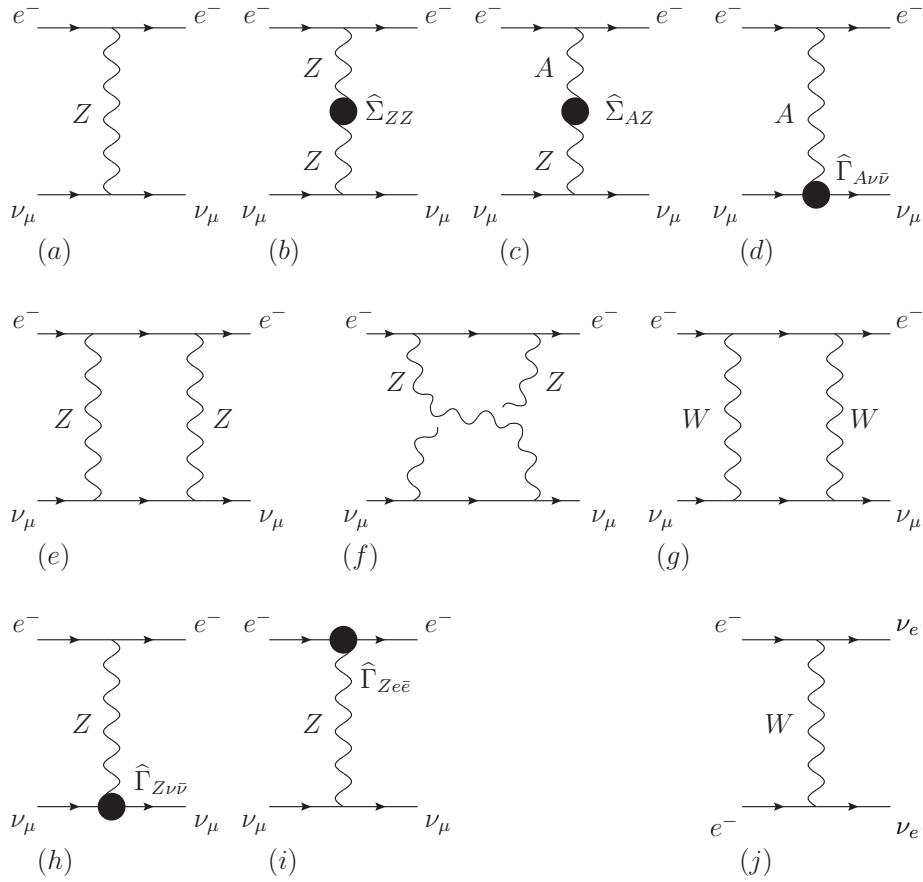 e⁻ e⁻ e⁻ e⁻ e⁻ e⁻ e⁻ e⁻
Z Z A A
Σ̂_ZZ Σ̂_AZ
Z Z Γ̂_Aνν̄
ν_μ ν_μ ν_μ ν_μ ν_μ ν_μ ν_μ ν_μ
(a) (b) (c) (d)
e⁻ e⁻ e⁻ e⁻ e⁻ e⁻
Z Z
Z Z W W
ν_μ ν_μ ν_μ ν_μ ν_μ ν_μ
(e) (f) (g)
e⁻ e⁻ e⁻ e⁻ e⁻ ν_e
Γ̂_Zeē
Z Z W
Γ̂_Zνν̄
ν_μ ν_μ ν_μ ν_μ e⁻ ν_e
(h) (i) (j)